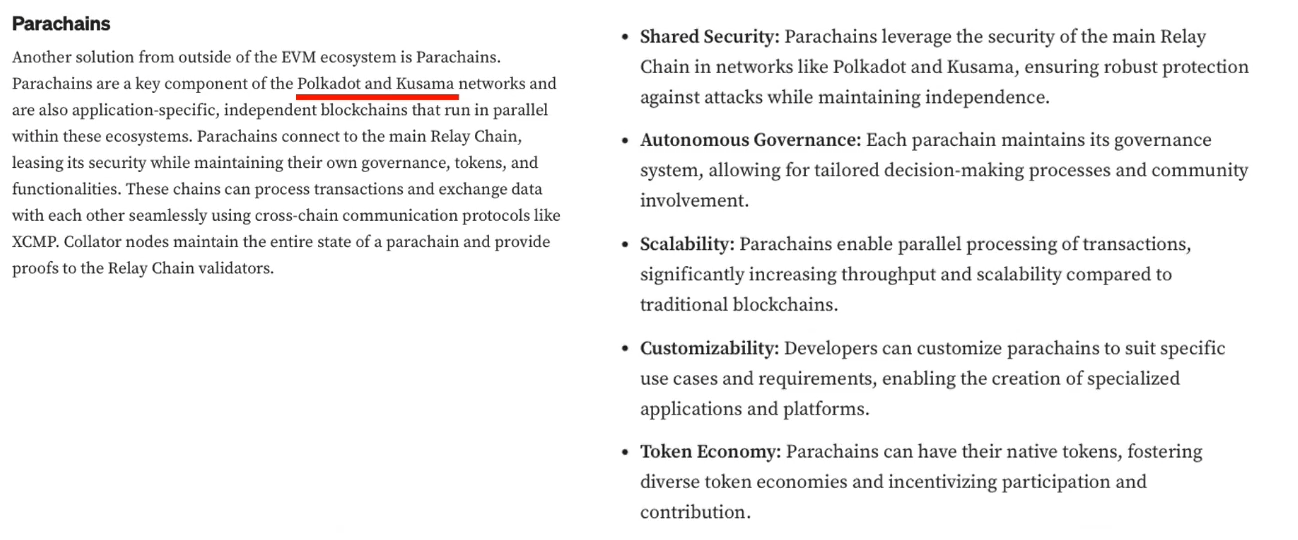 Parachains
Another solution from outside of the EVM ecosystem is Parachains.
Parachains are a key component of the Polkadot and Kusama networks and
are also application-specific, independent blockchains that run in parallel
within these ecosystems. Parachains connect to the main Relay Chain,
leasing its security while maintaining their own governance, tokens, and
functionalities. These chains can process transactions and exchange data
with each other seamlessly using cross-chain communication protocols like
XCMP. Collator nodes maintain the entire state of a parachain and provide
proofs to the Relay Chain validators.
• Shared Security: Parachains leverage the security of the main Relay
Chain in networks like Polkadot and Kusama, ensuring robust protection
against attacks while maintaining independence.
• Autonomous Governance: Each parachain maintains its governance
system, allowing for tailored decision-making processes and community
involvement.
• Scalability: Parachains enable parallel processing of transactions,
significantly increasing throughput and scalability compared to
traditional blockchains.
• Customizability: Developers can customize parachains to suit specific
use cases and requirements, enabling the creation of specialized
applications and platforms.
• Token Economy: Parachains can have their native tokens, fostering
diverse token economies and incentivizing participation and
contribution.